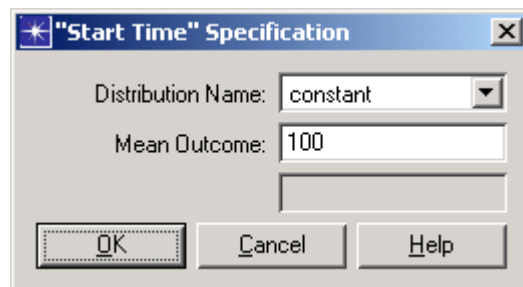 "Start Time" Specification
Distribution Name: constant
Mean Outcome: 100
OK Cancel Help